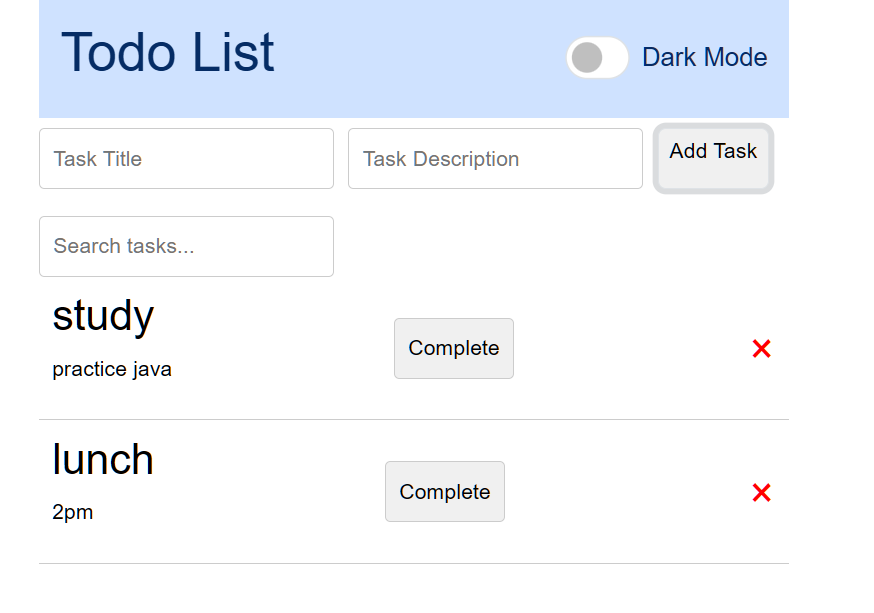 Todo List
Dark Mode
Task Title
Task Description
Add Task
Search tasks...
study
practice java
Complete
lunch
2pm
Complete